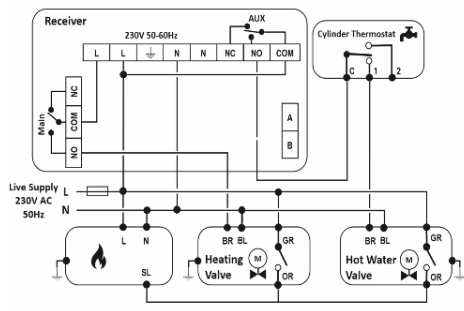 Receiver
AUX
230V 50-60Hz
L L N N NC NO COM
Cylinder Thermostat
C 1 2
NC
COM
NO
Main
A
B
Live Supply
230V AC
50Hz
L
N
L N
SL
BR BL GR
Heating
Valve
M
OR
BR BL GR
Hot Water
Valve
M
OR